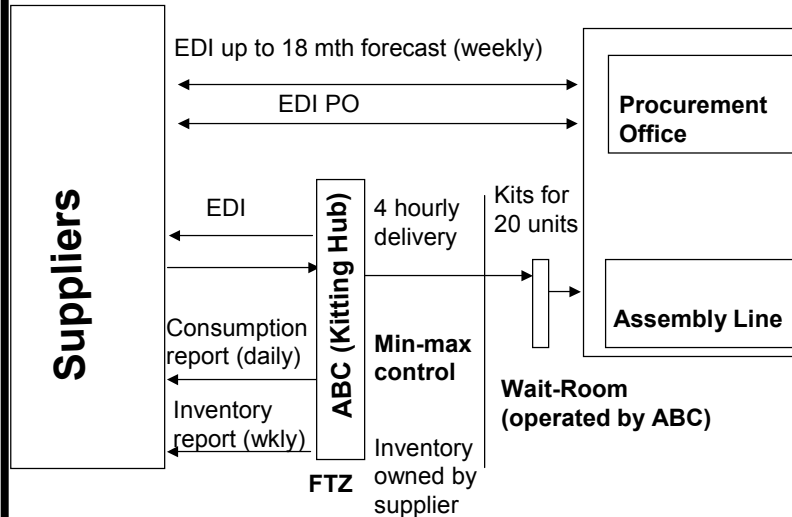 EDI up to 18 mth forecast (weekly)
EDI PO
Procurement
Office
Suppliers
EDI
ABC (Kitting Hub)
4 hourly
delivery
Kits for
20 units
Assembly Line
Consumption
report (daily)
Min-max
control
Wait-Room
(operated by ABC)
Inventory
report (wkly)
FTZ
Inventory
owned by
supplier